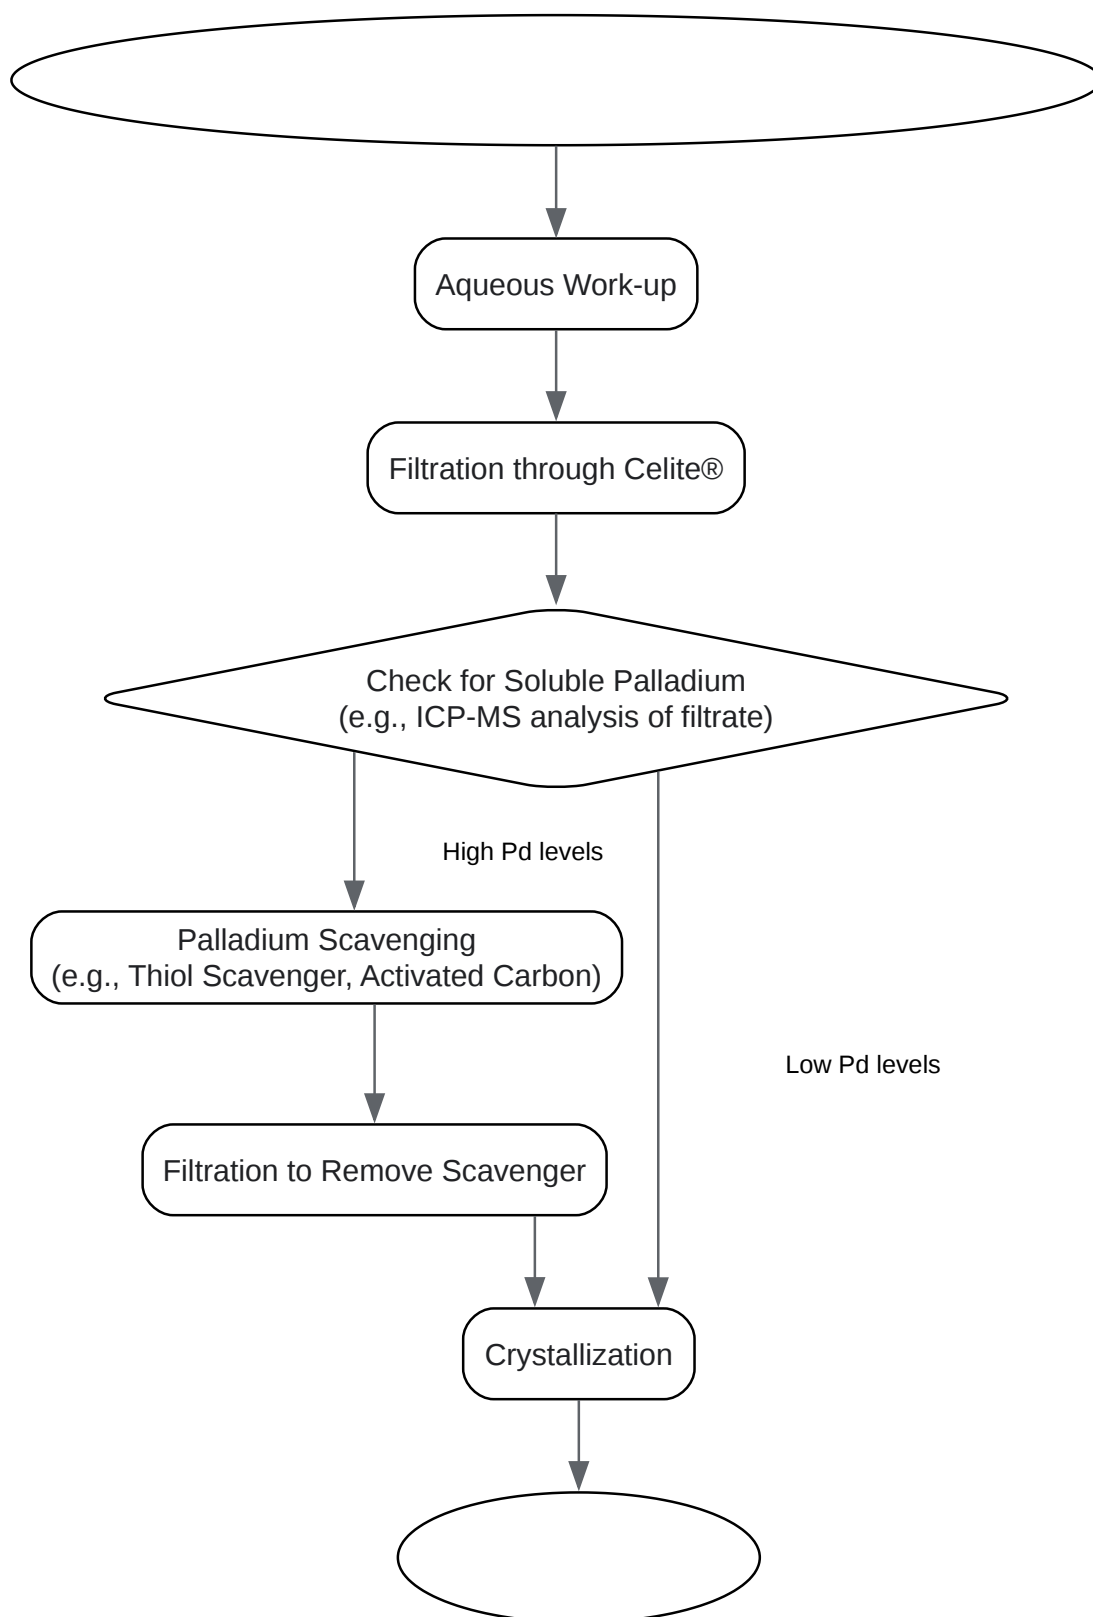 Aqueous Work-up
Filtration through Celite®
Check for Soluble Palladium
(e.g., ICP-MS analysis of filtrate)
High Pd levels
Palladium Scavenging
(e.g., Thiol Scavenger, Activated Carbon)
Low Pd levels
Filtration to Remove Scavenger
Crystallization